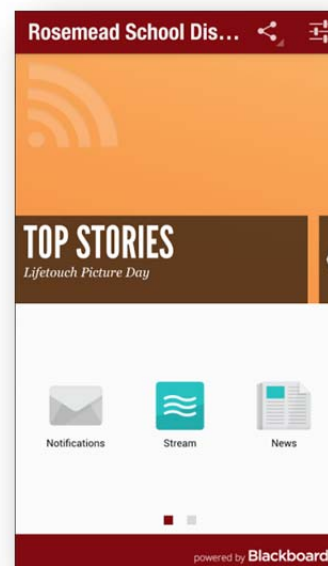 Rosemead School Dis...
TOP STORIES
Lifetouch Picture Day
Notifications
Stream
News
powered by Blackboard